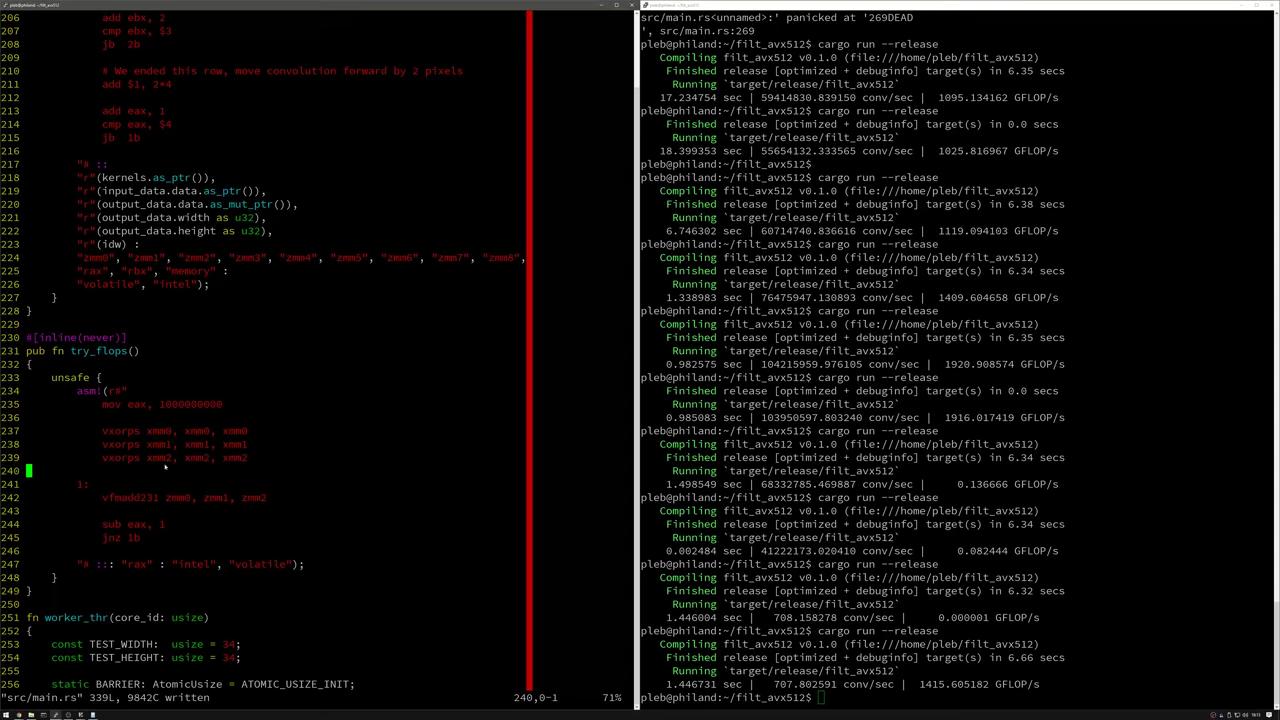 pleb@philand: ~/filt_avx512
206             add ebx, 2
207             cmp ebx, $3
208             jb  2b
209
210             # We ended this row, move convolution forward by 2 pixels
211             add $1, 2*4
212
213             add eax, 1
214             cmp eax, $4
215             jb  1b
216
217         "# ::
218         "r"(kernels.as_ptr()),
219         "r"(input_data.data.as_ptr()),
220         "r"(output_data.data.as_mut_ptr()),
221         "r"(output_data.width as u32),
222         "r"(output_data.height as u32),
223         "r"(idw) :
224         "zmm0", "zmm1", "zmm2", "zmm3", "zmm4", "zmm5", "zmm6", "zmm7", "zmm8",
225         "rax", "rbx", "memory" :
226         "volatile", "intel");
227     }
228 }
229
230 #[inline(never)]
231 pub fn try_flops()
232 {
233     unsafe {
234         asm!(r#"
235             mov eax, 1000000000
236
237             vxorps xmm0, xmm0, xmm0
238             vxorps xmm1, xmm1, xmm1
239             vxorps xmm2, xmm2, xmm2
240
241         1:
242             vfmadd231 zmm0, zmm1, zmm2
243
244             sub eax, 1
245             jnz 1b
246
247         "# ::: "rax" : "intel", "volatile");
248     }
249 }
250
251 fn worker_thr(core_id: usize)
252 {
253     const TEST_WIDTH:  usize = 34;
254     const TEST_HEIGHT: usize = 34;
255
256     static BARRIER: AtomicUsize = ATOMIC_USIZE_INIT;
"src/main.rs" 339L, 9842C written 240,0-1 71%
pleb@philand: ~/filt_avx512
src/main.rs<unnamed>:' panicked at '269DEAD
', src/main.rs:269
pleb@philand:~/filt_avx512$ cargo run --release
Compiling filt_avx512 v0.1.0 (file:///home/pleb/filt_avx512)
Finished release [optimized + debuginfo] target(s) in 6.35 secs
Running `target/release/filt_avx512`
17.234754 sec | 59414830.839150 conv/sec | 1095.134162 GFLOP/s
pleb@philand:~/filt_avx512$ cargo run --release
Finished release [optimized + debuginfo] target(s) in 0.0 secs
Running `target/release/filt_avx512`
18.399353 sec | 55654132.333565 conv/sec | 1025.816967 GFLOP/s
pleb@philand:~/filt_avx512$
pleb@philand:~/filt_avx512$ cargo run --release
Compiling filt_avx512 v0.1.0 (file:///home/pleb/filt_avx512)
Finished release [optimized + debuginfo] target(s) in 6.38 secs
Running `target/release/filt_avx512`
6.746302 sec | 60714740.836616 conv/sec | 1119.094103 GFLOP/s
pleb@philand:~/filt_avx512$ cargo run --release
Compiling filt_avx512 v0.1.0 (file:///home/pleb/filt_avx512)
Finished release [optimized + debuginfo] target(s) in 6.34 secs
Running `target/release/filt_avx512`
1.338983 sec | 76475947.130893 conv/sec | 1409.604658 GFLOP/s
pleb@philand:~/filt_avx512$ cargo run --release
Compiling filt_avx512 v0.1.0 (file:///home/pleb/filt_avx512)
Finished release [optimized + debuginfo] target(s) in 6.35 secs
Running `target/release/filt_avx512`
0.982575 sec | 104215959.976105 conv/sec | 1920.908574 GFLOP/s
pleb@philand:~/filt_avx512$ cargo run --release
Finished release [optimized + debuginfo] target(s) in 0.0 secs
Running `target/release/filt_avx512`
0.985083 sec | 103950597.803240 conv/sec | 1916.017419 GFLOP/s
pleb@philand:~/filt_avx512$ cargo run --release
Compiling filt_avx512 v0.1.0 (file:///home/pleb/filt_avx512)
Finished release [optimized + debuginfo] target(s) in 6.34 secs
Running `target/release/filt_avx512`
1.498549 sec | 68332785.469887 conv/sec | 0.136666 GFLOP/s
pleb@philand:~/filt_avx512$ cargo run --release
Compiling filt_avx512 v0.1.0 (file:///home/pleb/filt_avx512)
Finished release [optimized + debuginfo] target(s) in 6.34 secs
Running `target/release/filt_avx512`
0.002484 sec | 41222173.020410 conv/sec | 0.082444 GFLOP/s
pleb@philand:~/filt_avx512$ cargo run --release
Compiling filt_avx512 v0.1.0 (file:///home/pleb/filt_avx512)
Finished release [optimized + debuginfo] target(s) in 6.32 secs
Running `target/release/filt_avx512`
1.446004 sec | 708.158278 conv/sec | 0.000001 GFLOP/s
pleb@philand:~/filt_avx512$ cargo run --release
Compiling filt_avx512 v0.1.0 (file:///home/pleb/filt_avx512)
Finished release [optimized + debuginfo] target(s) in 6.66 secs
Running `target/release/filt_avx512`
1.446731 sec | 707.802591 conv/sec | 1415.605182 GFLOP/s
pleb@philand:~/filt_avx512$